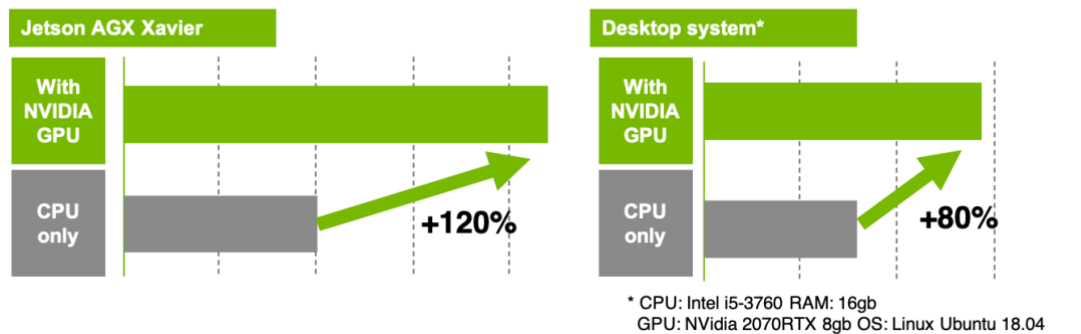 Jetson AGX Xavier
With
NVIDIA
GPU
CPU
only
+120%
Desktop system*
With
NVIDIA
GPU
CPU
only
+80%
* CPU: Intel i5-3760 RAM: 16gb
GPU: NVidia 2070RTX 8gb OS: Linux Ubuntu 18.04